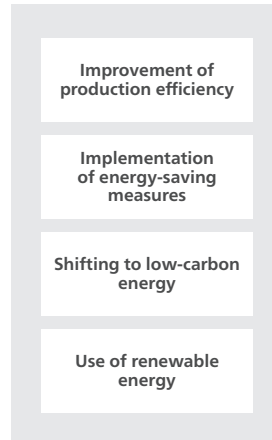 Improvement of
production efficiency
Implementation
of energy-saving
measures
Shifting to low-carbon
energy
Use of renewable
energy